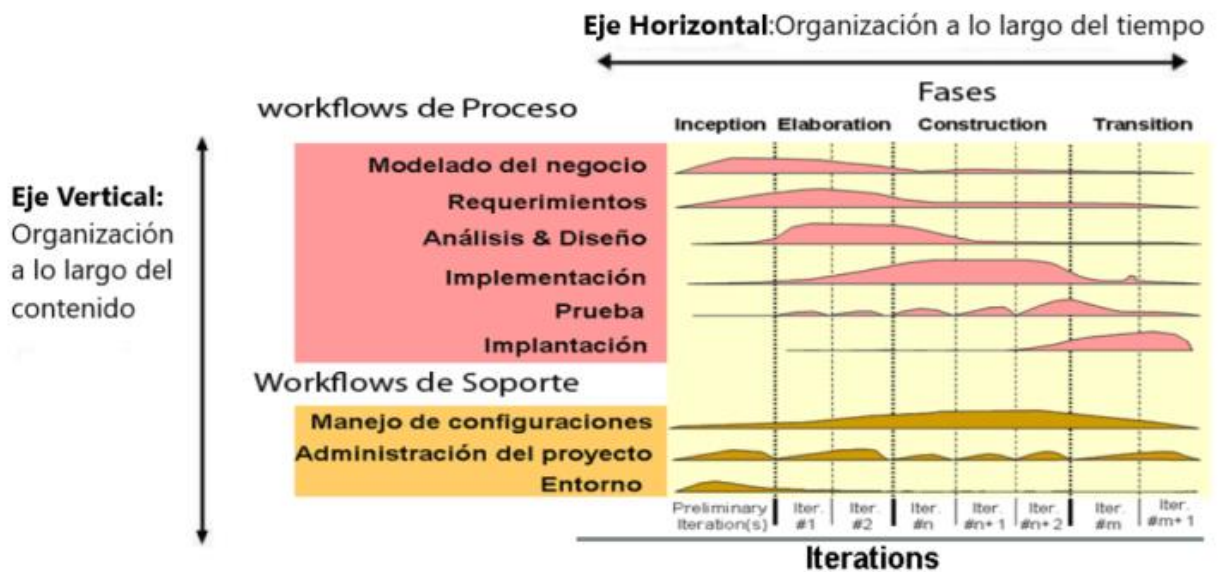 Eje Horizontal:Organización a lo largo del tiempo
Fases
workflows de Proceso
Inception Elaboration Construction Transition
Eje Vertical:
Organización
a lo largo del
contenido
Modelado del negocio
Requerimientos
Análisis & Diseño
Implementación
Prueba
Implantación
Workflows de Soporte
Manejo de configuraciones
Administración del proyecto
Entorno
Preliminary Iter. Iter. Iter. Iter. Iter. Iter. Iter.
Iteration(s) #1 #2 #n #n+1 #n+2 #m #m+1
Iterations